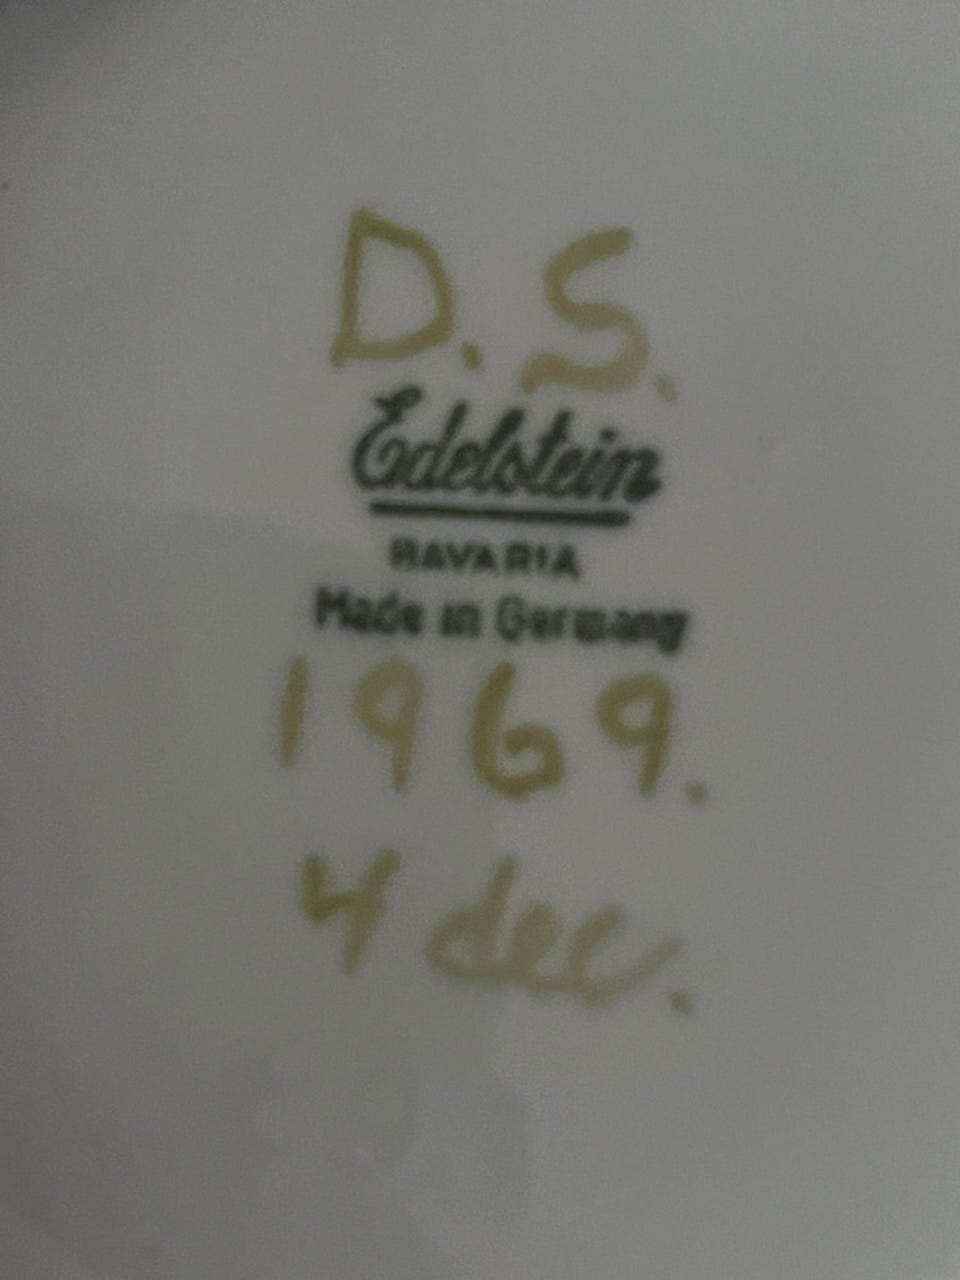 D.S.
Edelstein
BAVARIA
Made in Germany
1969.
4 dec.